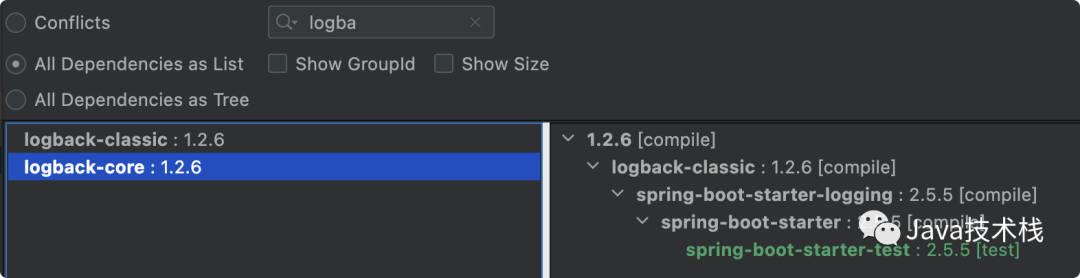 Conflicts
logba
All Dependencies as List
Show GroupId
Show Size
All Dependencies as Tree
logback-classic : 1.2.6
logback-core : 1.2.6
1.2.6 [compile]
logback-classic : 1.2.6 [compile]
spring-boot-starter-logging : 2.5.5 [compile]
spring-boot-starter : 2.5.5 [compile]
spring-boot-starter-test : 2.5.5 [test]
Java技术栈